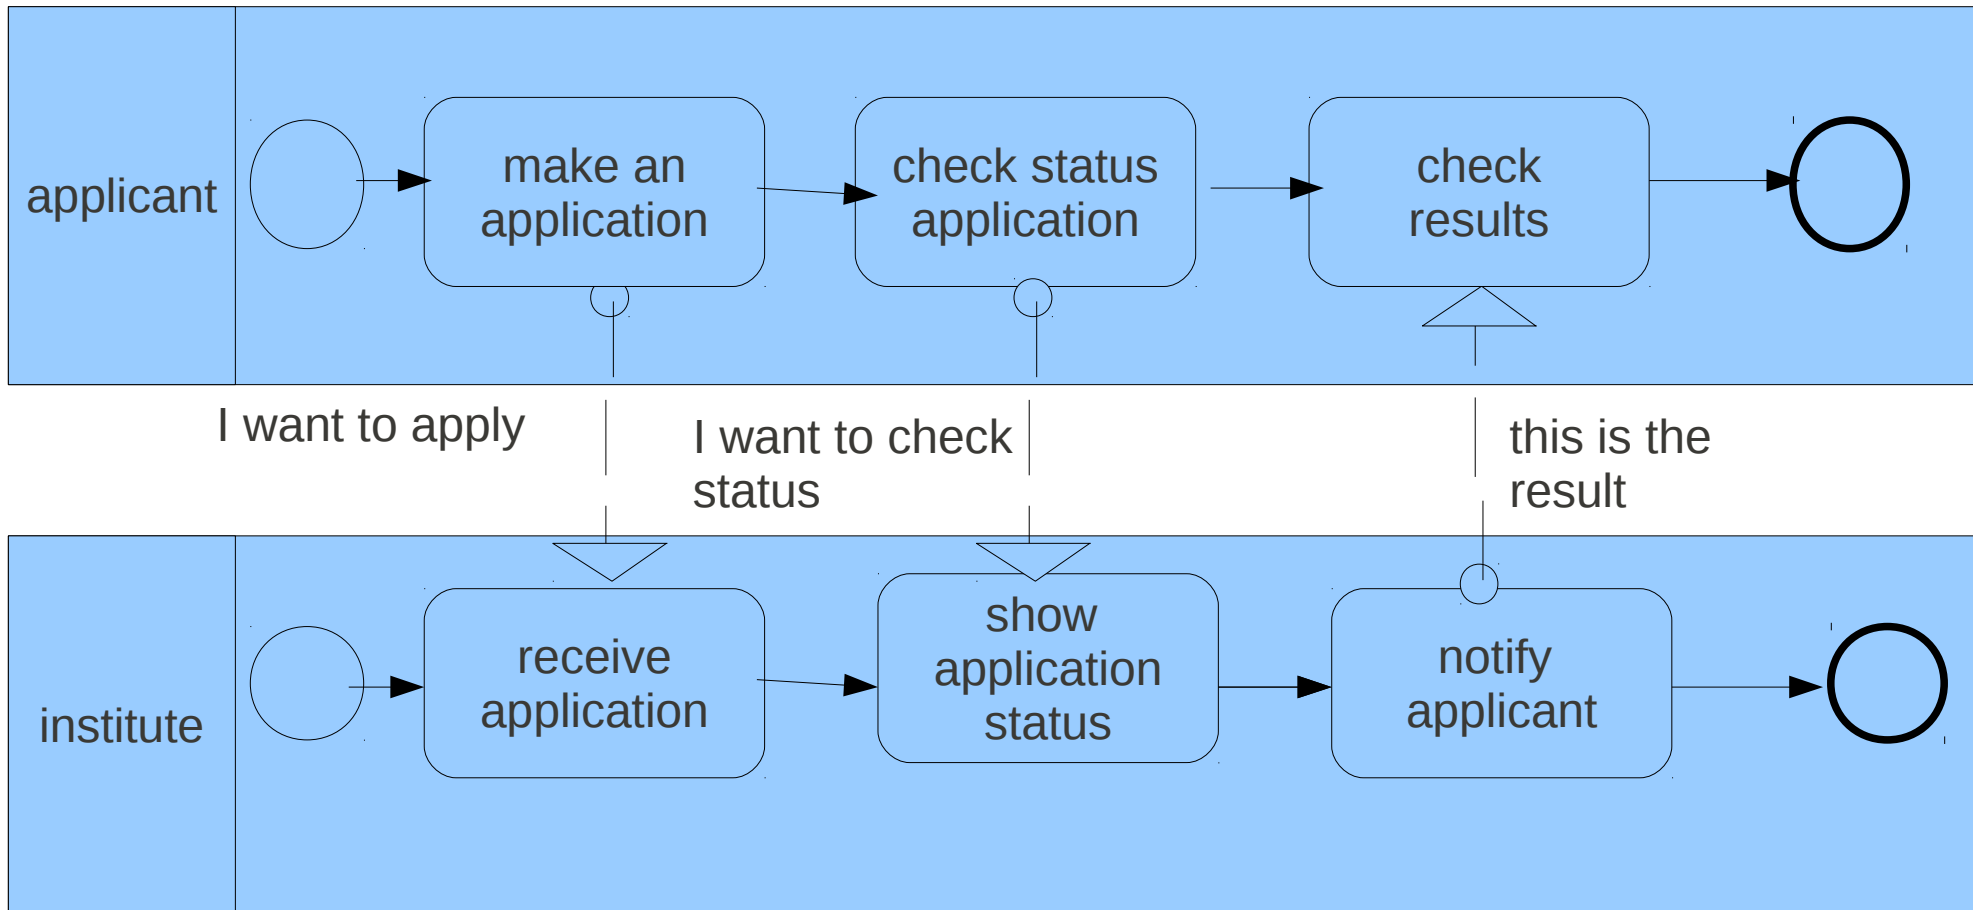 applicant
make an
application
check status
application
check
results
I want to apply
I want to check
status
this is the
result
institute
receive
application
show
application
status
notify
applicant